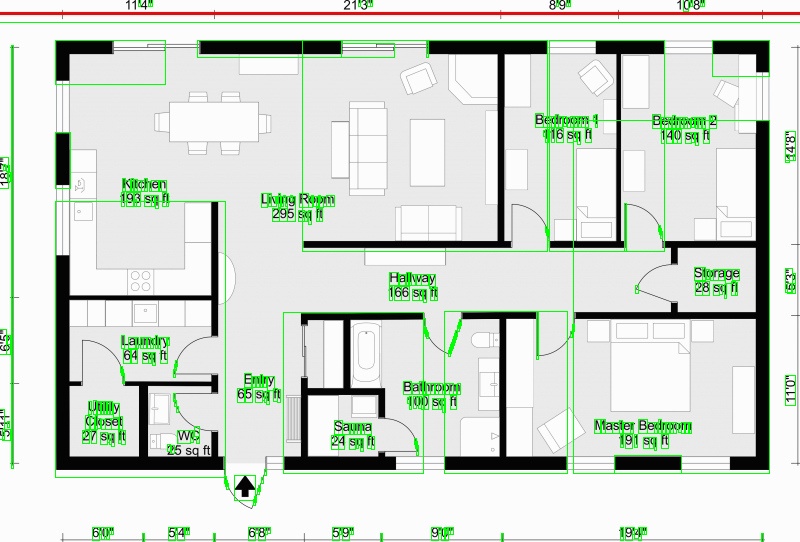 11'4"
21'3"
8'9"
10'8"
Bedroom 1
116 sq ft
Bedroom 2
140 sq ft
14'8"
18'7"
Kitchen
193 sq ft
Living Room
295 sq ft
Hallway
166 sq ft
Storage
28 sq ft
5'3"
6'5"
Laundry
64 sq ft
Entry
65 sq ft
Bathroom
100 sq ft
11'0"
Utility
Closet
27 sq ft
WC
25 sq ft
Sauna
24 sq ft
Master Bedroom
191 sq ft
5'11"
6'0"
5'4"
6'8"
5'9"
9'0"
19'4"